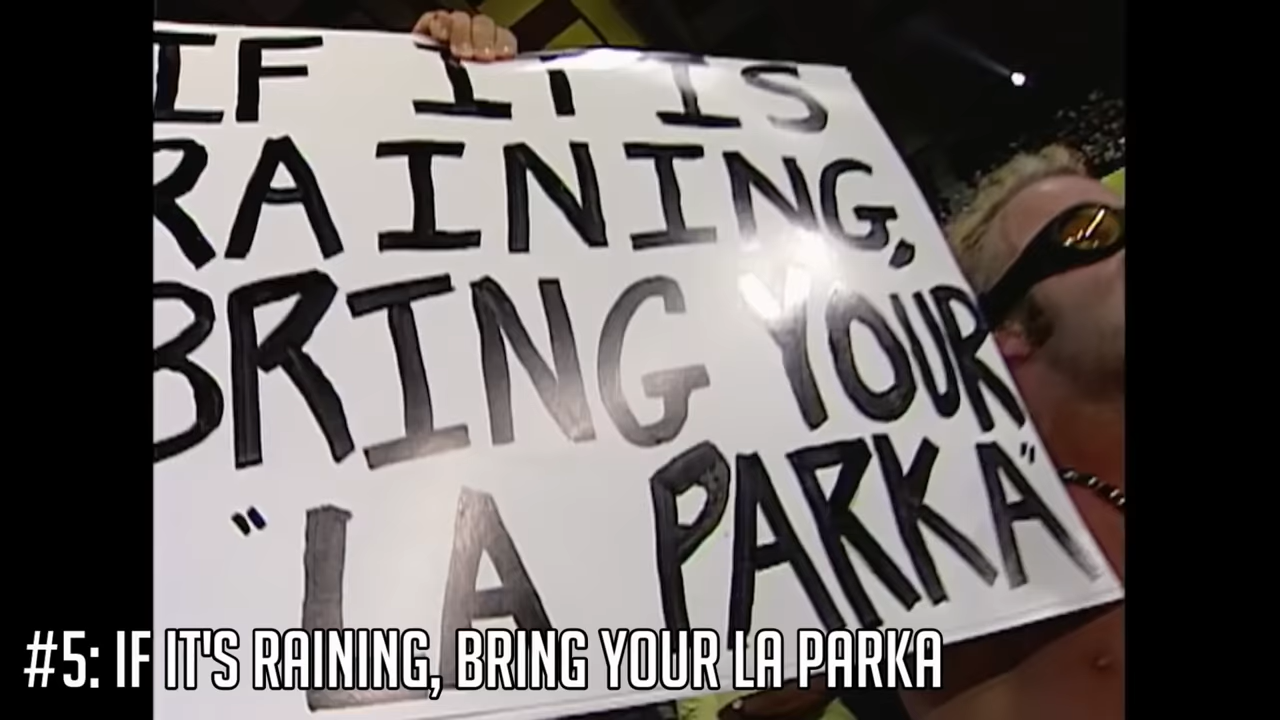 IF IT IS
RAINING,
BRING YOUR
"LA PARKA"
#5: IF IT'S RAINING, BRING YOUR LA PARKA